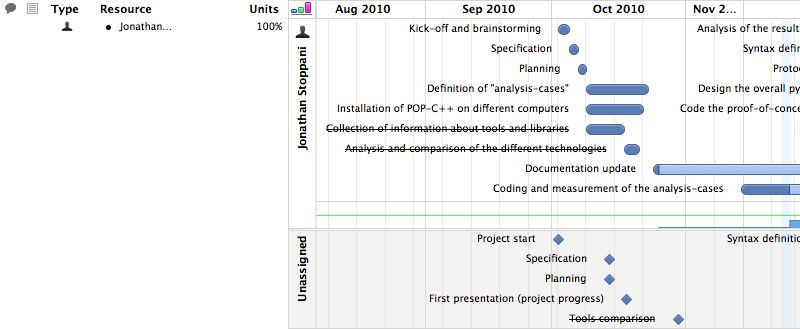 Type Resource Units
Jonathan... 100%
Aug 2010 Sep 2010 Oct 2010 Nov 2...
Jonathan Stoppani
Kick-off and brainstorming Analysis of the result
Specification Syntax defin
Planning Proto
Definition of "analysis-cases" Design the overall py
Installation of POP-C++ on different computers Code the proof-of-conce
Collection of information about tools and libraries
Analysis and comparison of the different technologies
Documentation update
Coding and measurement of the analysis-cases
Unassigned
Project start Syntax definitio
Specification
Planning
First presentation (project progress)
Tools comparison